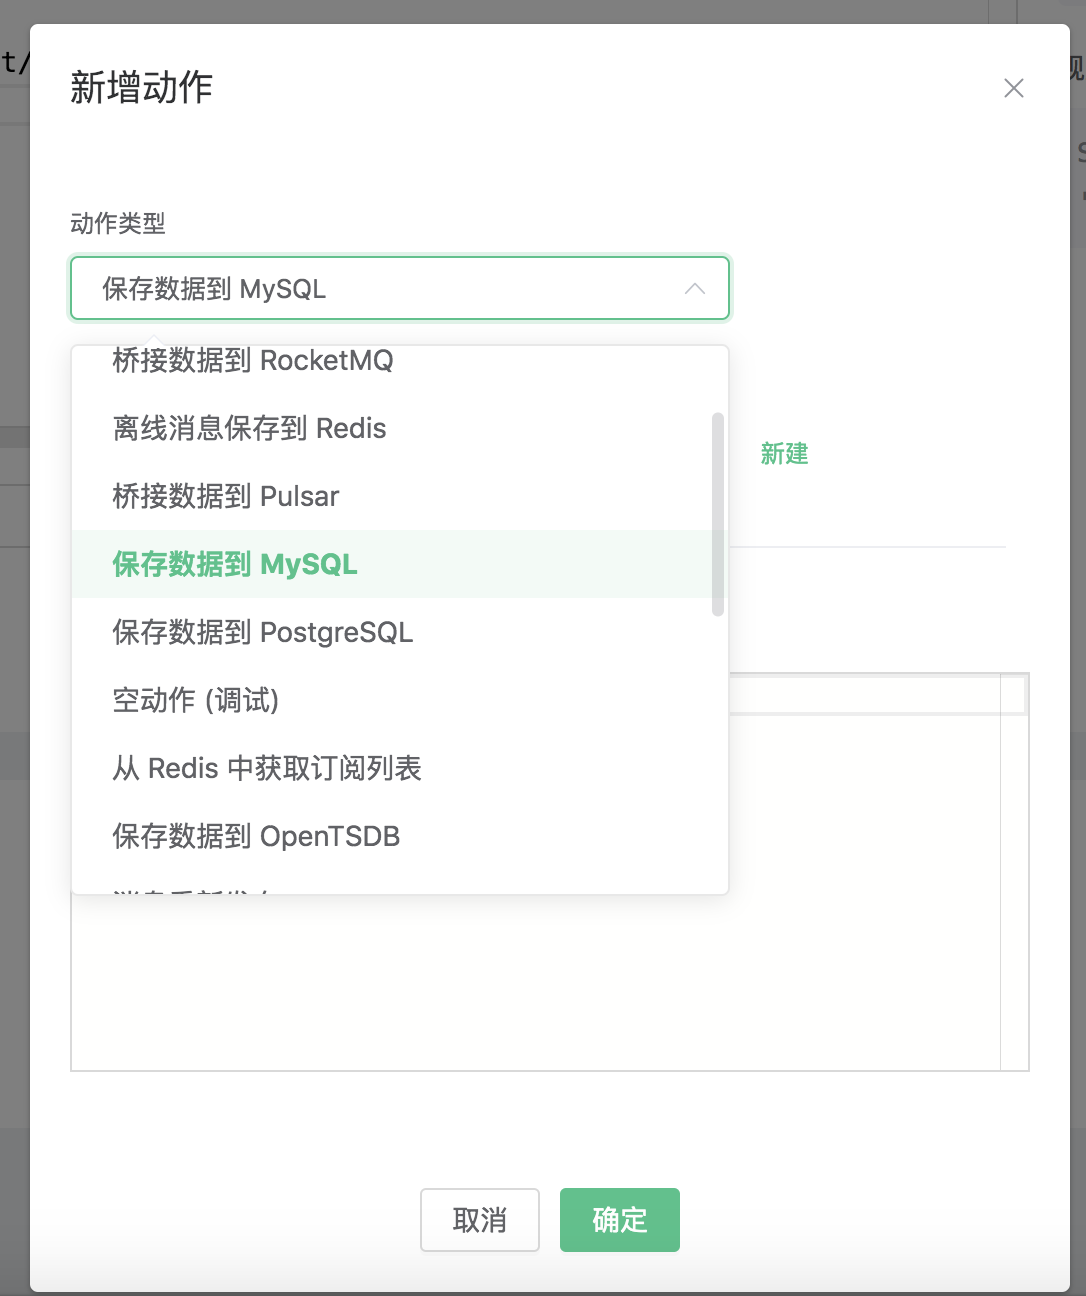 t/
新增动作
动作类型
保存数据到 MySQL
桥接数据到 RocketMQ
离线消息保存到 Redis
新建
桥接数据到 Pulsar
保存数据到 MySQL
保存数据到 PostgreSQL
空动作 (调试)
从 Redis 中获取订阅列表
保存数据到 OpenTSDB
取消
确定